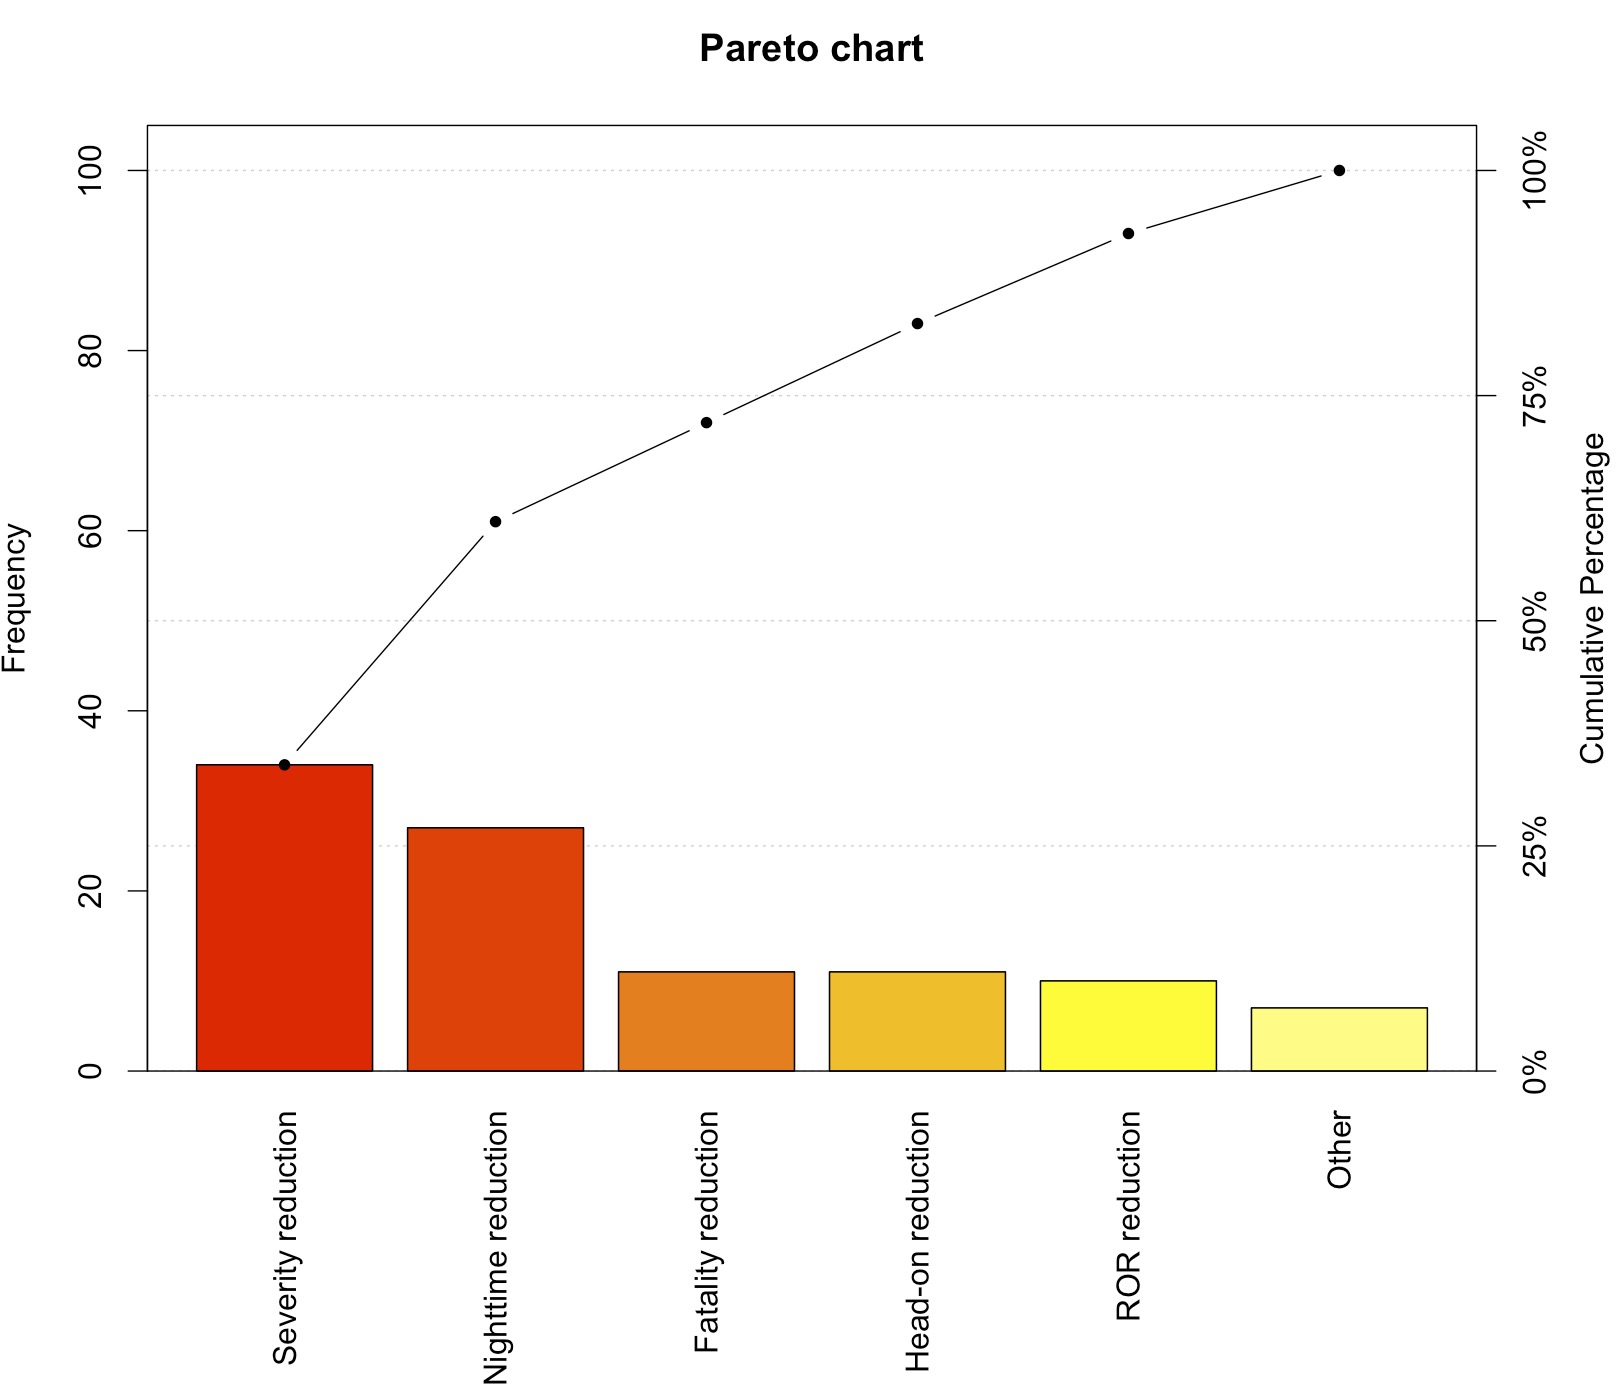 Pareto chart
Frequency
100
80
60
40
20
0
100%
75%
50%
25%
0%
Cumulative Percentage
Severity reduction
Nighttime reduction
Fatality reduction
Head-on reduction
ROR reduction
Other